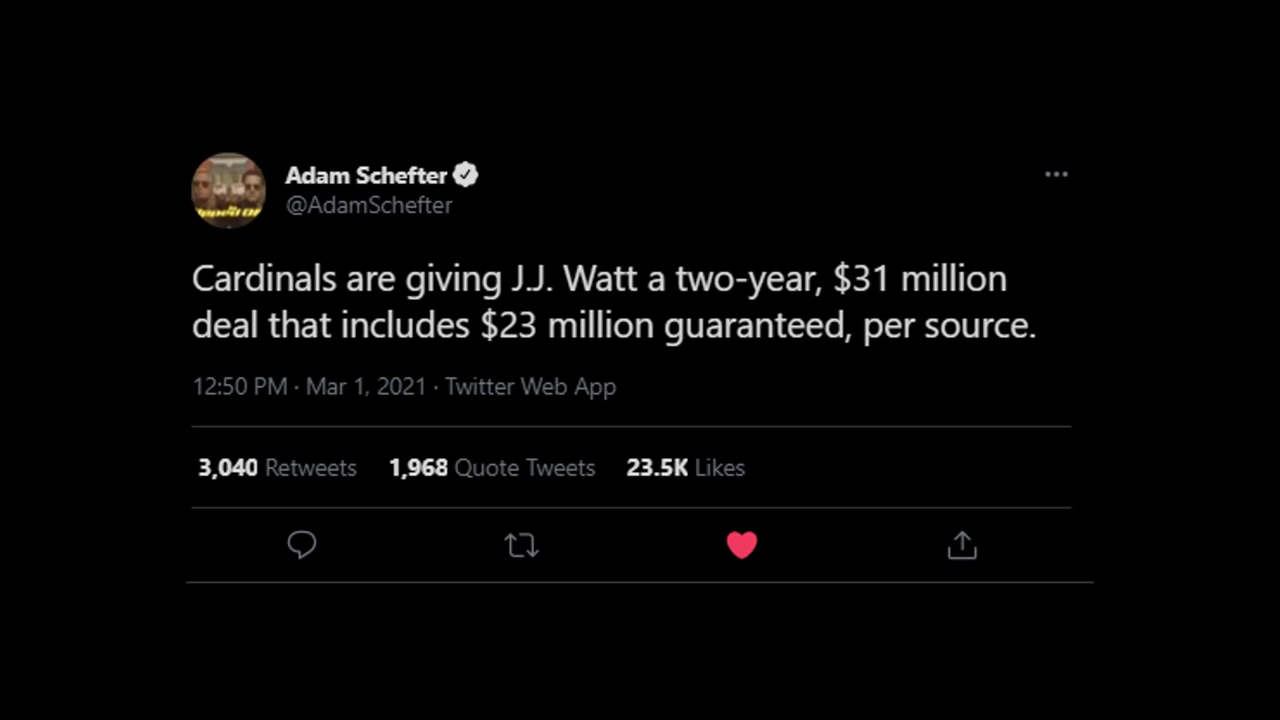 Adam Schefter
@AdamSchefter
Cardinals are giving J.J. Watt a two-year, $31 million
deal that includes $23 million guaranteed, per source.
12:50 PM · Mar 1, 2021 · Twitter Web App
3,040 Retweets 1,968 Quote Tweets 23.5K Likes